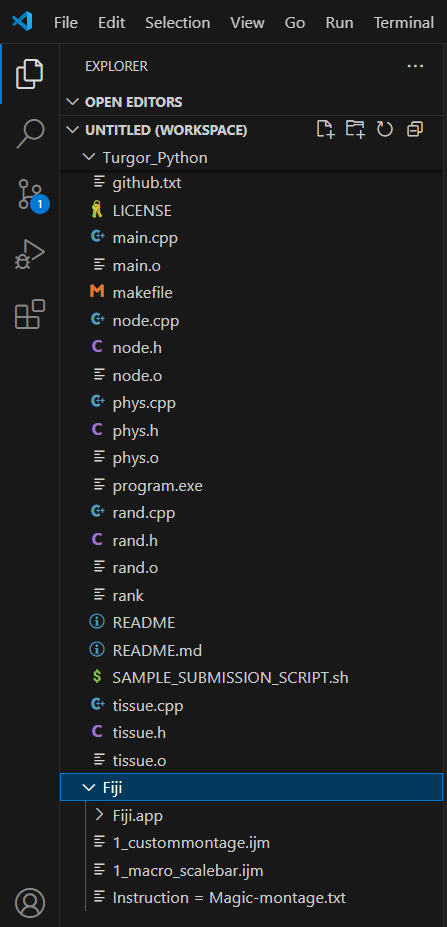 File Edit Selection View Go Run Terminal
EXPLORER
OPEN EDITORS
UNTITLED (WORKSPACE)
Turgor_Python
github.txt
LICENSE
main.cpp
main.o
makefile
node.cpp
node.h
node.o
phys.cpp
phys.h
phys.o
program.exe
rand.cpp
rand.h
rand.o
rank
README
README.md
SAMPLE_SUBMISSION_SCRIPT.sh
tissue.cpp
tissue.h
tissue.o
Fiji
Fiji.app
1_custommontage.ijm
1_macro_scalebar.ijm
Instruction = Magic-montage.txt
1